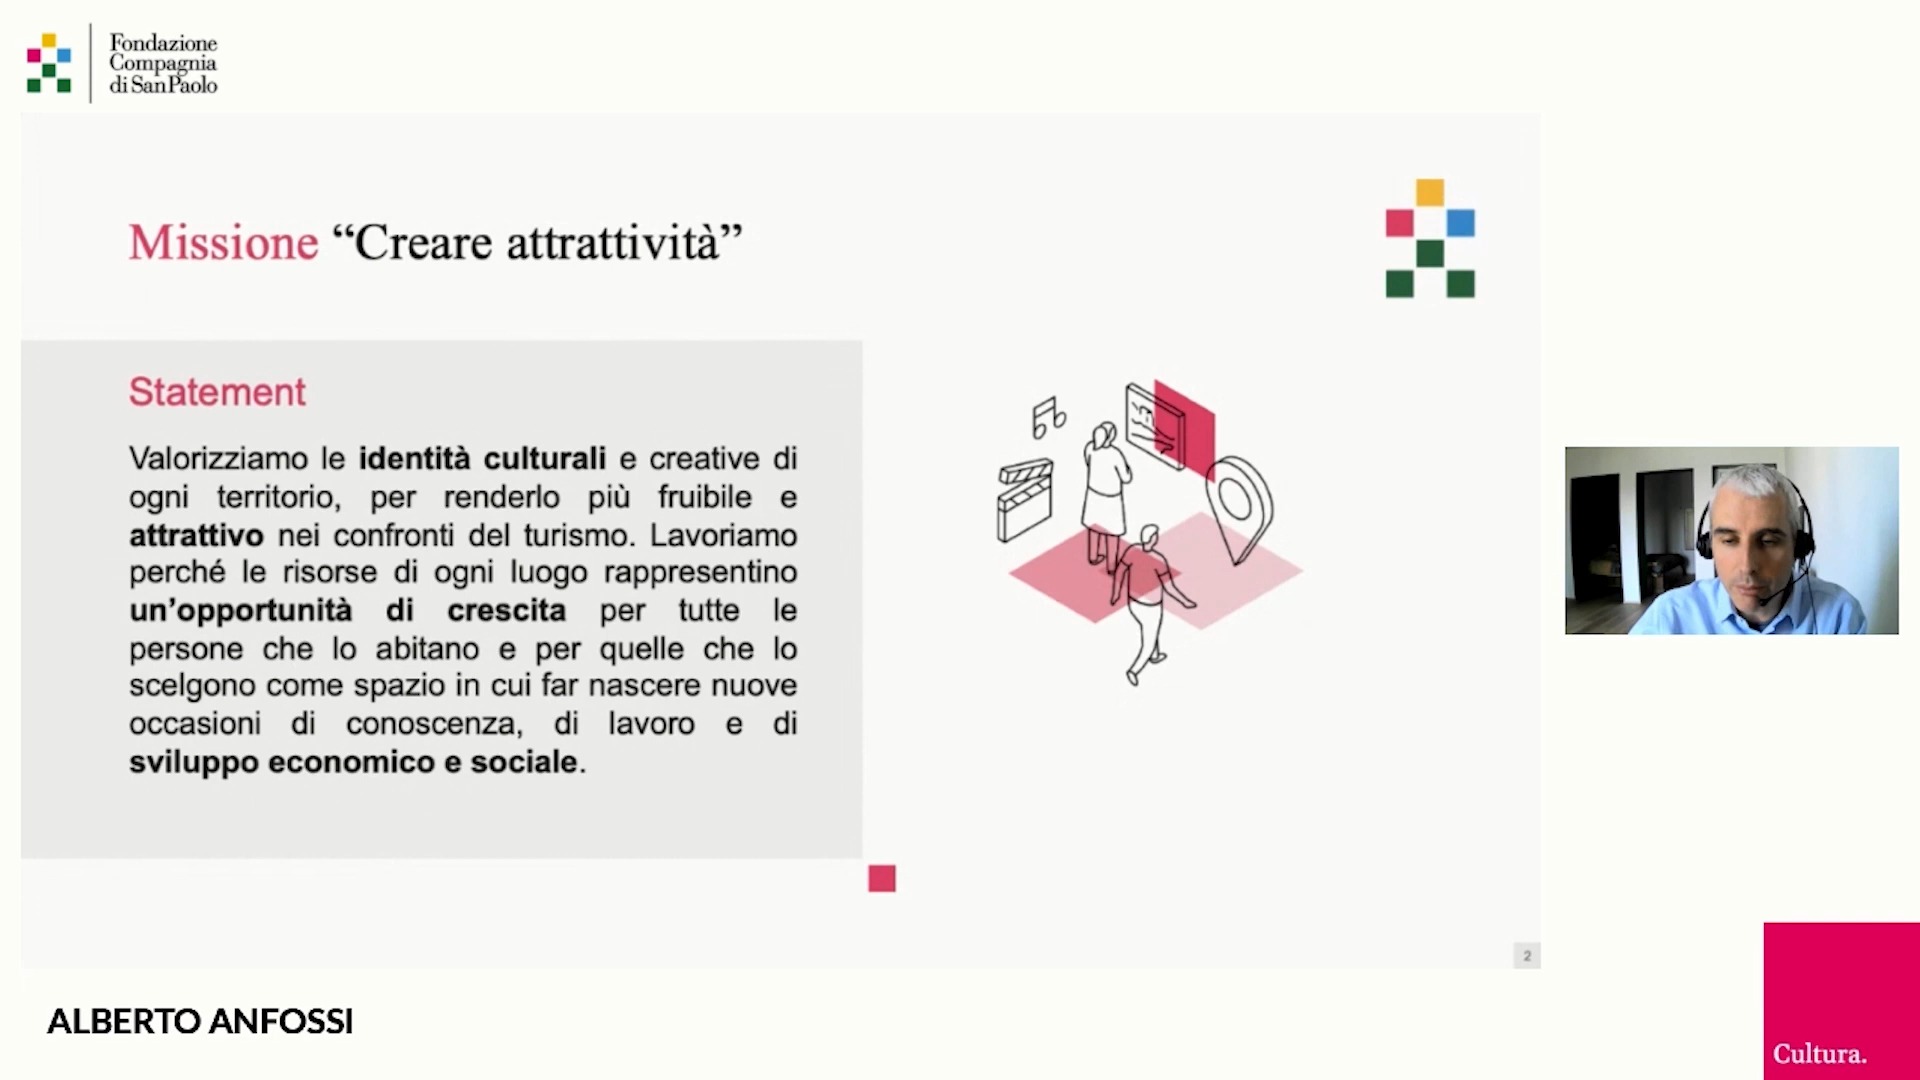 Fondazione
Compagnia
di San Paolo
Missione “Creare attrattività”
Statement
Valorizziamo le identità culturali e creative di
ogni territorio, per renderlo più fruibile e
attrattivo nei confronti del turismo. Lavoriamo
perché le risorse di ogni luogo rappresentino
un’opportunità di crescita per tutte le
persone che lo abitano e per quelle che lo
scelgono come spazio in cui far nascere nuove
occasioni di conoscenza, di lavoro e di
sviluppo economico e sociale.
2
ALBERTO ANFOSSI
Cultura.